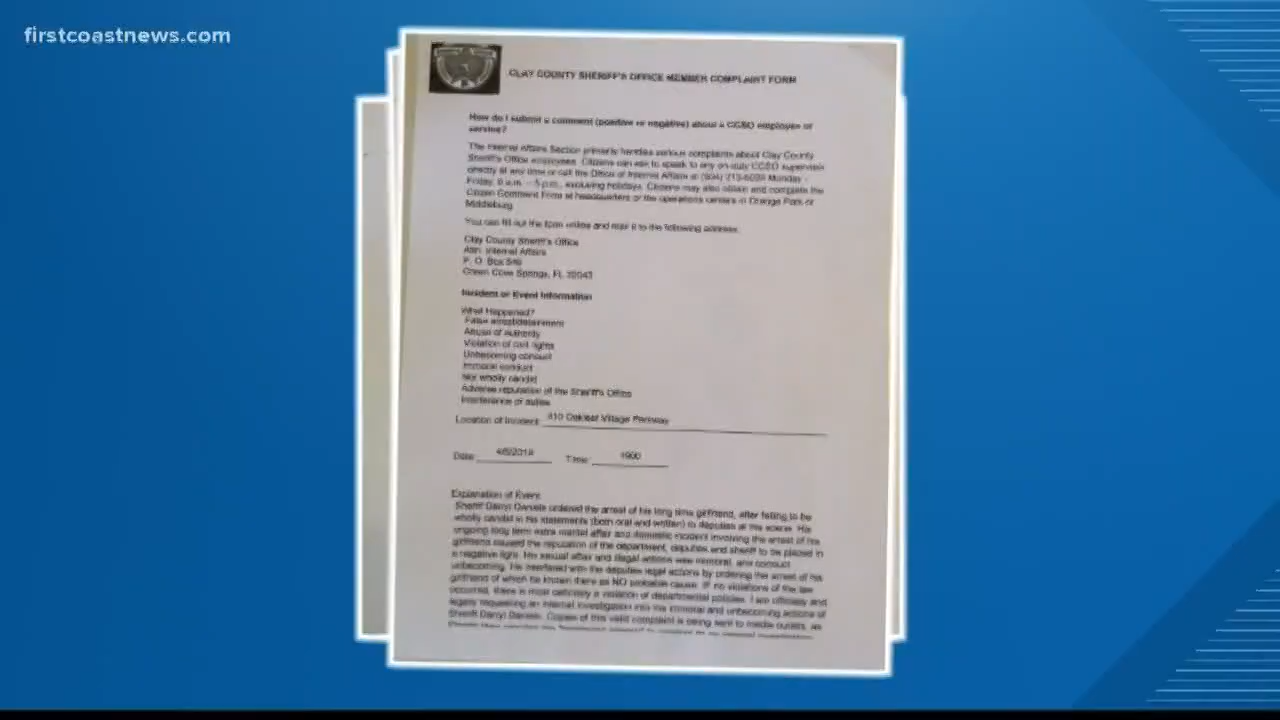 firstcoastnews.com
CLAY COUNTY SHERIFF'S OFFICE MEMBER COMPLAINT FORM
How do I submit a comment (positive or negative) about a CCSO employee or
service?
The Internal Affairs Section primarily handles serious complaints about Clay County
Sheriff's Office employees. Citizens can ask to speak to any on-duty CCSO supervisor
directly at any time or call the Office of Internal Affairs at (904) Monday -
Friday, a.m. - 5 p.m., excluding holidays. Citizens may also obtain and complete the
Citizen Comment Form at headquarters or the operations centers in Orange Park or
Middleburg.
You can fill out the form online and mail it to the following address:
Clay County Sheriff's Office
Attn: Internal Affairs
P. O. Box
Green Cove Springs, FL
Incident or Event Information
What Happened?
False arrest/detainment
Abuse of authority
Violation of civil rights
Unbecoming conduct
Immoral conduct
Not wholly candid
Adverse reputation of the Sheriff's Office
Interference of duties
Location of Incident: Oakleaf Village Parkway
Date: Time: 1900
Explanation of Event:
Sheriff Darryl Daniels ordered the arrest of his long time girlfriend, after failing to be
wholly candid in his statements (both oral and written) to deputies at the scene. His
ongoing long term extra marital affair and domestic incident involving the arrest of his
girlfriend caused the reputation of the department, deputies and sheriff to be placed in
a negative light. His sexual affair and illegal actions was immoral, and conduct
unbecoming. He interfered with the deputies legal actions by ordering the arrest of his
girlfriend of which he known there as NO probable cause. IF no violations of the law
occurred, there is most definitely a violation of departmental policies. I am officially and
legally requesting an internal investigation into the immoral and unbecoming actions of
Sheriff Darryl Daniels. Copies of this valid complaint is being sent to media outlets, as